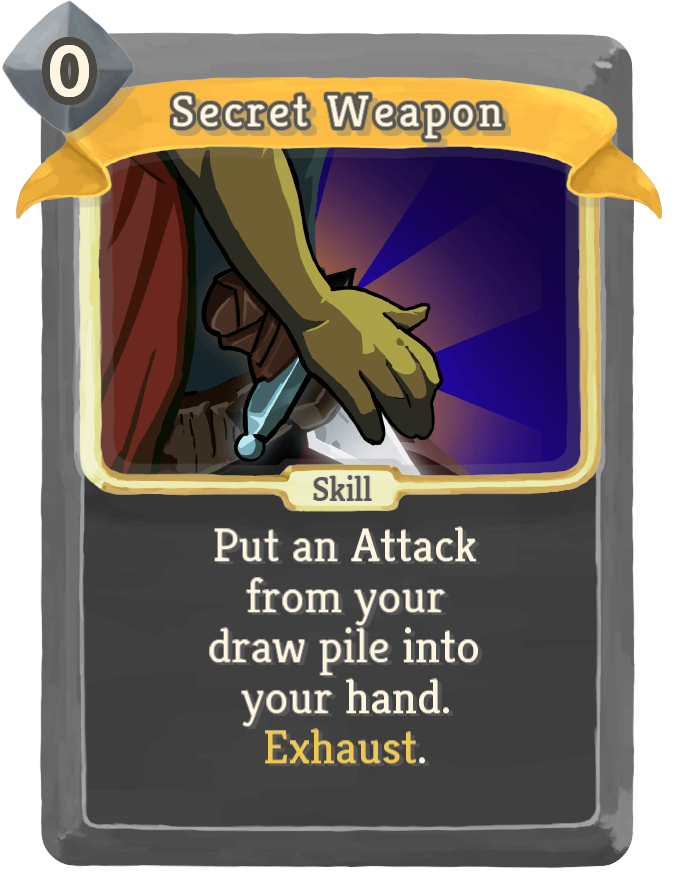 0
Secret Weapon
Skill
Put an Attack
from your
draw pile into
your hand.
Exhaust.